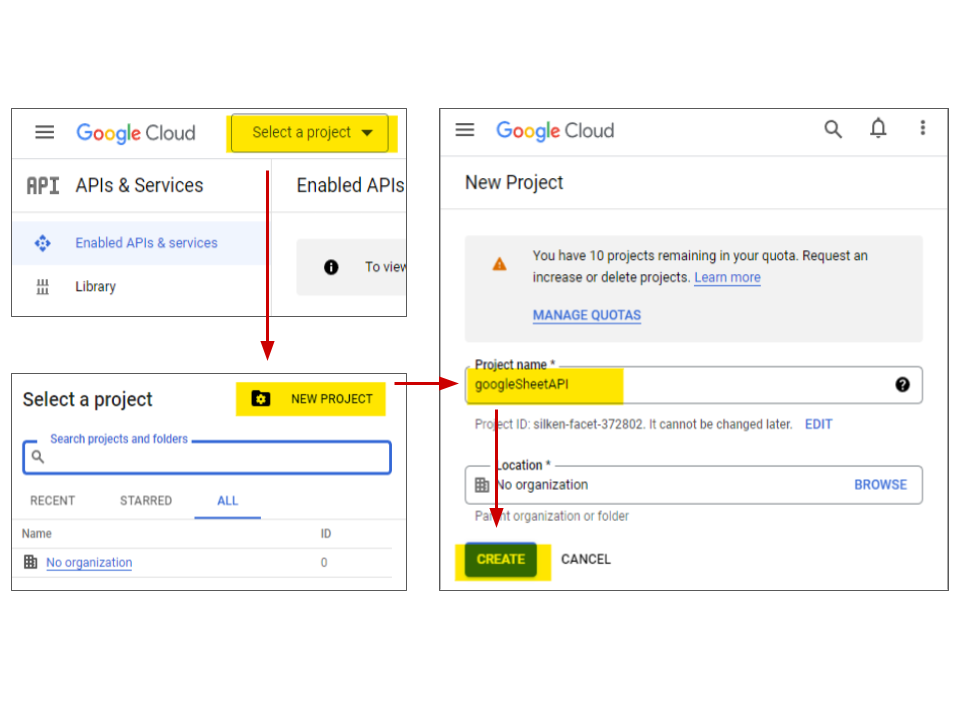 Google Cloud
Select a project
API APIs & Services
Enabled APIs
Enabled APIs & services
To view
Library
Select a project
NEW PROJECT
Search projects and folders
RECENT STARRED ALL
Name ID
No organization 0
Google Cloud
New Project
You have 10 projects remaining in your quota. Request an
increase or delete projects. Learn more
MANAGE QUOTAS
Project name *
googleSheetAPI
Project ID: silken-facet-372802. It cannot be changed later. EDIT
Location *
No organization BROWSE
Parent organization or folder
CREATE CANCEL